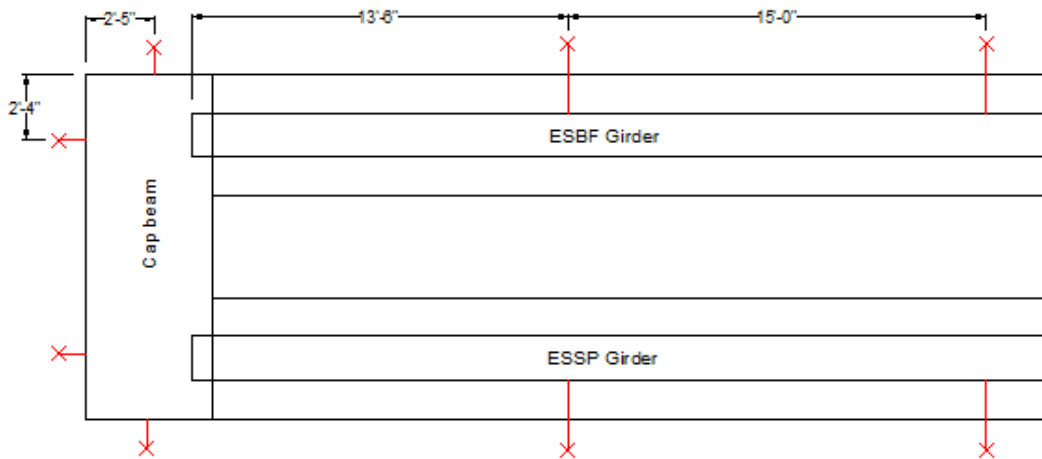 2'-5"
13'-6"
15'-0"
2'-4"
ESBF Girder
Cap beam
ESSP Girder